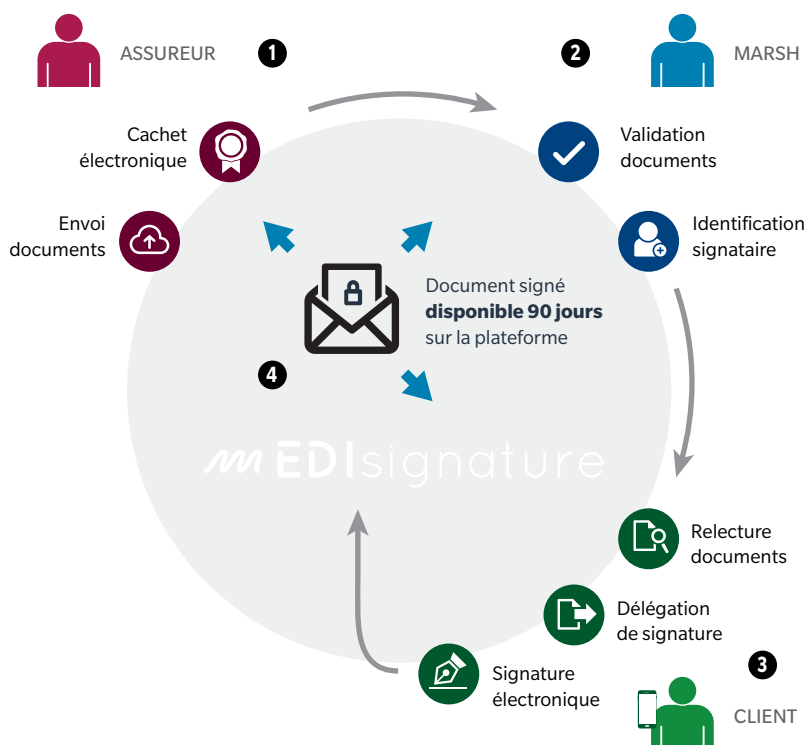 ASSUREUR
1
2
MARSH
Cachet
électronique
Validation
documents
Envoi
documents
Identification
signataire
Document signé
disponible 90 jours
sur la plateforme
4
mEDIsignature
Relecture
documents
Délégation
de signature
Signature
électronique
3
CLIENT